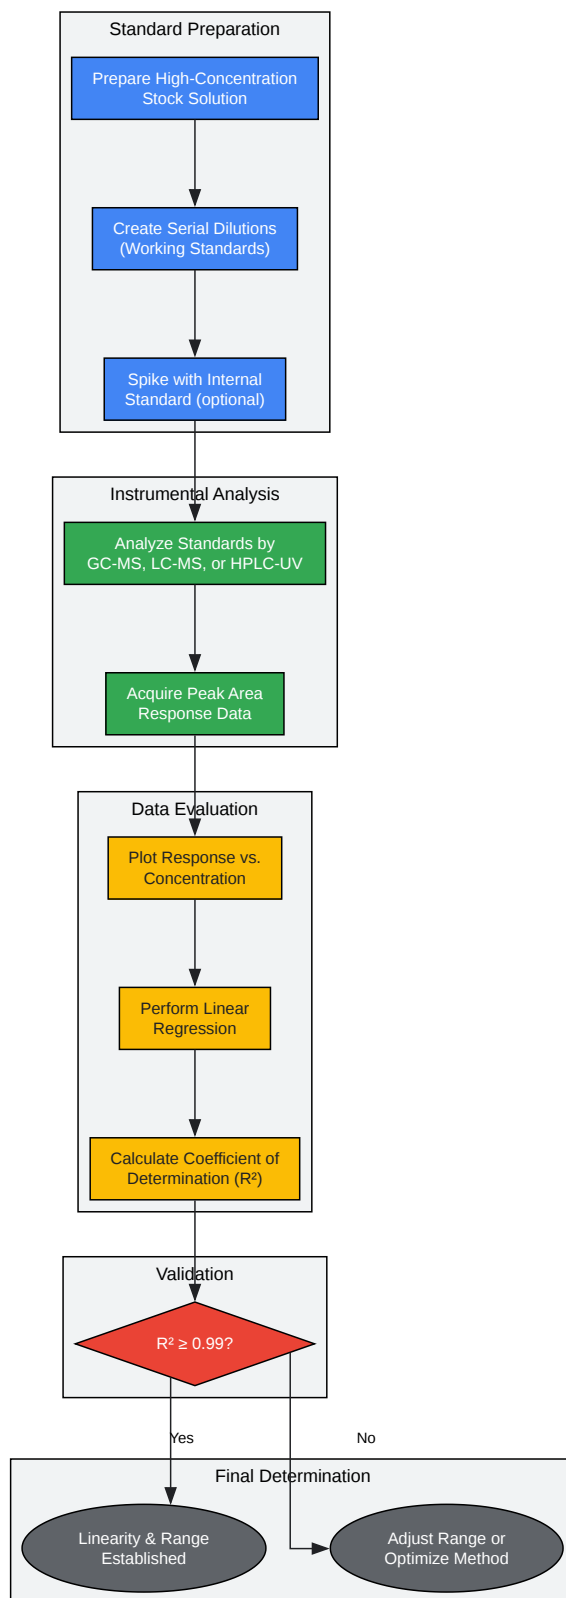 Standard Preparation
Prepare High-Concentration
Stock Solution
Create Serial Dilutions
(Working Standards)
Spike with Internal
Standard (optional)
Instrumental Analysis
Analyze Standards by
GC-MS, LC-MS, or HPLC-UV
Acquire Peak Area
Response Data
Data Evaluation
Plot Response vs.
Concentration
Perform Linear
Regression
Calculate Coefficient of
Determination (R²)
Validation
R² ≥ 0.99?
Yes
No
Final Determination
Linearity & Range
Established
Adjust Range or
Optimize Method